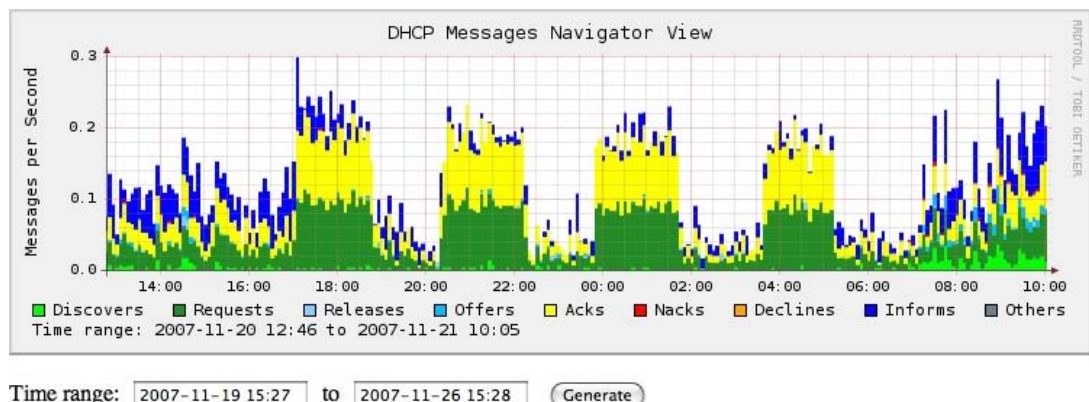 DHCP Messages Navigator View
RRDTOOL / TOBI OETIKER
Messages per Second
0.3
0.2
0.1
0.0
14:00 16:00 18:00 20:00 22:00 00:00 02:00 04:00 06:00 08:00 10:00
Discovers Requests Releases Offers Acks Nacks Declines Informs Others
Time range: 2007-11-20 12:46 to 2007-11-21 10:05
Time range: 2007-11-19 15:27 to 2007-11-26 15:28 Generate